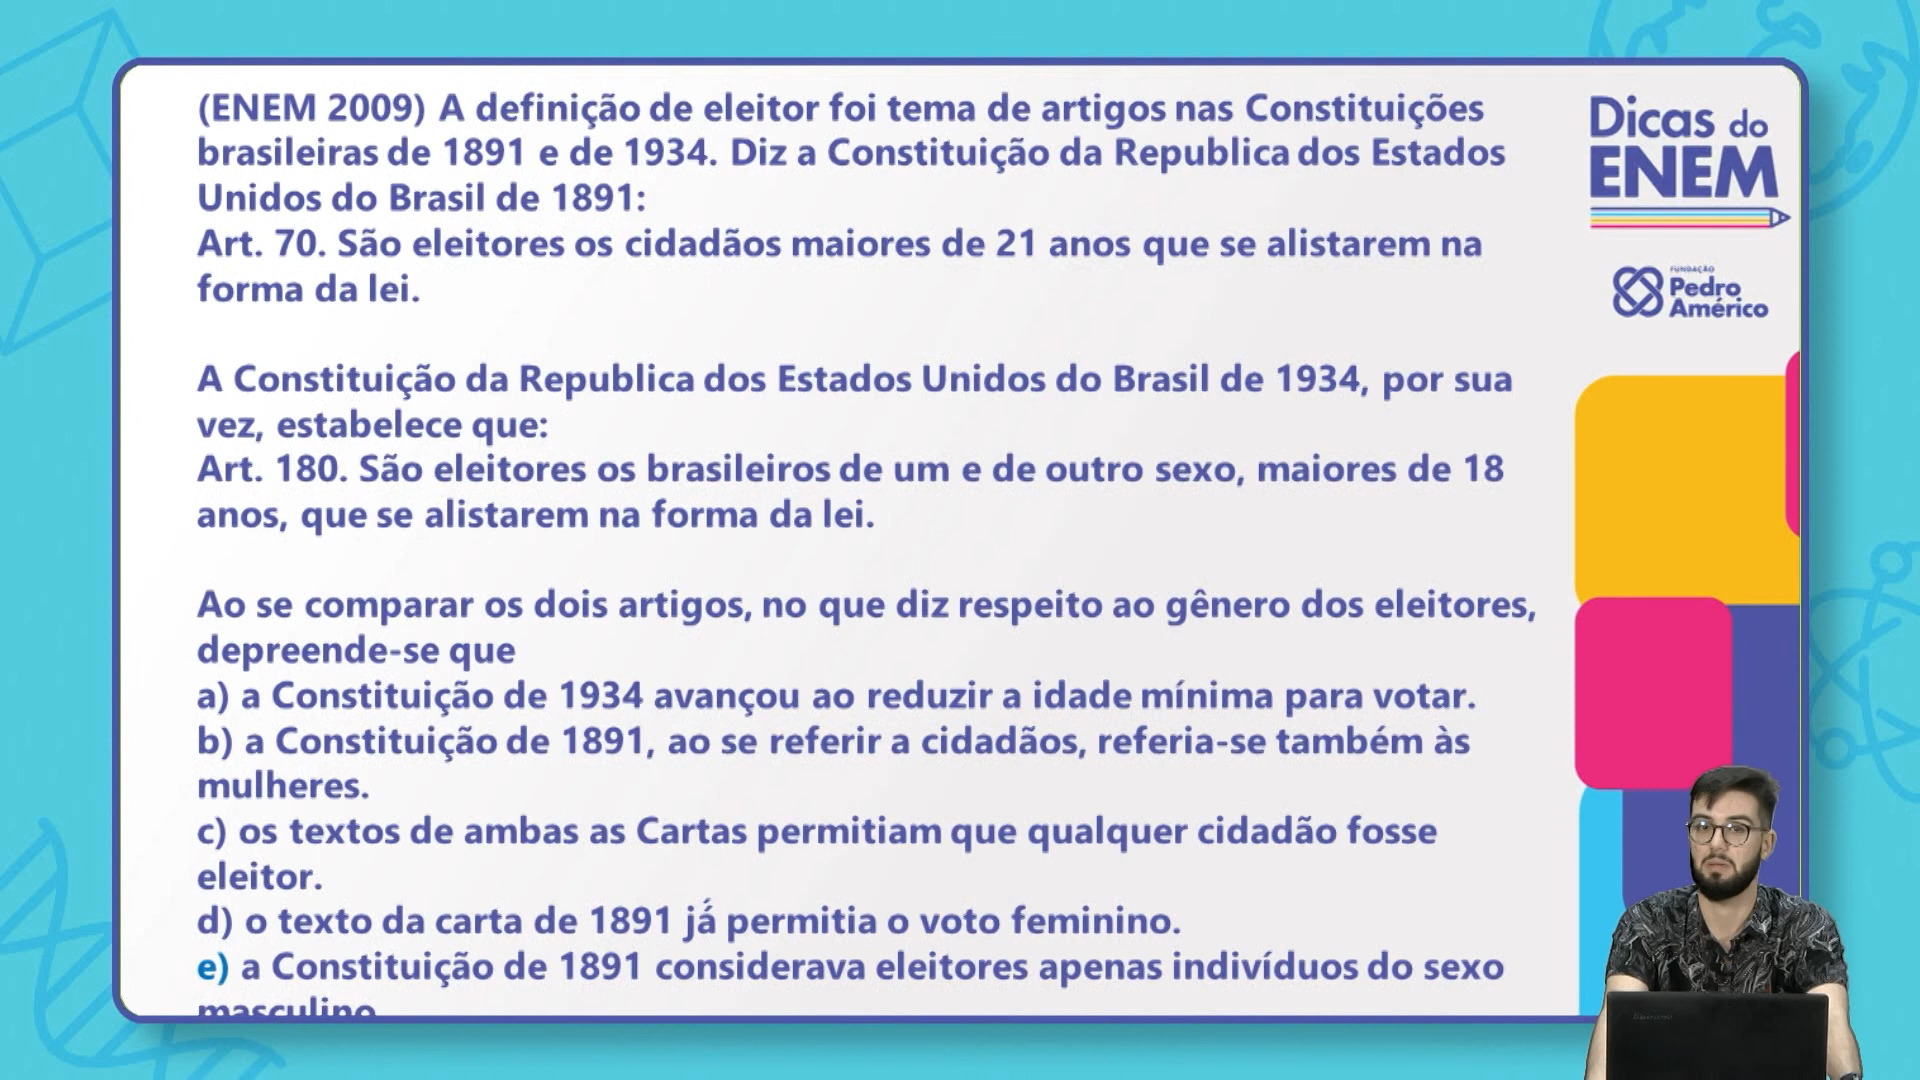 (ENEM 2009) A definição de eleitor foi tema de artigos nas Constituições
brasileiras de 1891 e de 1934. Diz a Constituição da Republica dos Estados
Unidos do Brasil de 1891:
Art. 70. São eleitores os cidadãos maiores de 21 anos que se alistarem na
forma da lei.
A Constituição da Republica dos Estados Unidos do Brasil de 1934, por sua
vez, estabelece que:
Art. 180. São eleitores os brasileiros de um e de outro sexo, maiores de 18
anos, que se alistarem na forma da lei.
Ao se comparar os dois artigos, no que diz respeito ao gênero dos eleitores,
depreende-se que
a) a Constituição de 1934 avançou ao reduzir a idade mínima para votar.
b) a Constituição de 1891, ao se referir a cidadãos, referia-se também às
mulheres.
c) os textos de ambas as Cartas permitiam que qualquer cidadão fosse
eleitor.
d) o texto da carta de 1891 já permitia o voto feminino.
e) a Constituição de 1891 considerava eleitores apenas indivíduos do sexo
masculino
Dicas do
ENEM
FUNDAÇÃO
Pedro
Américo